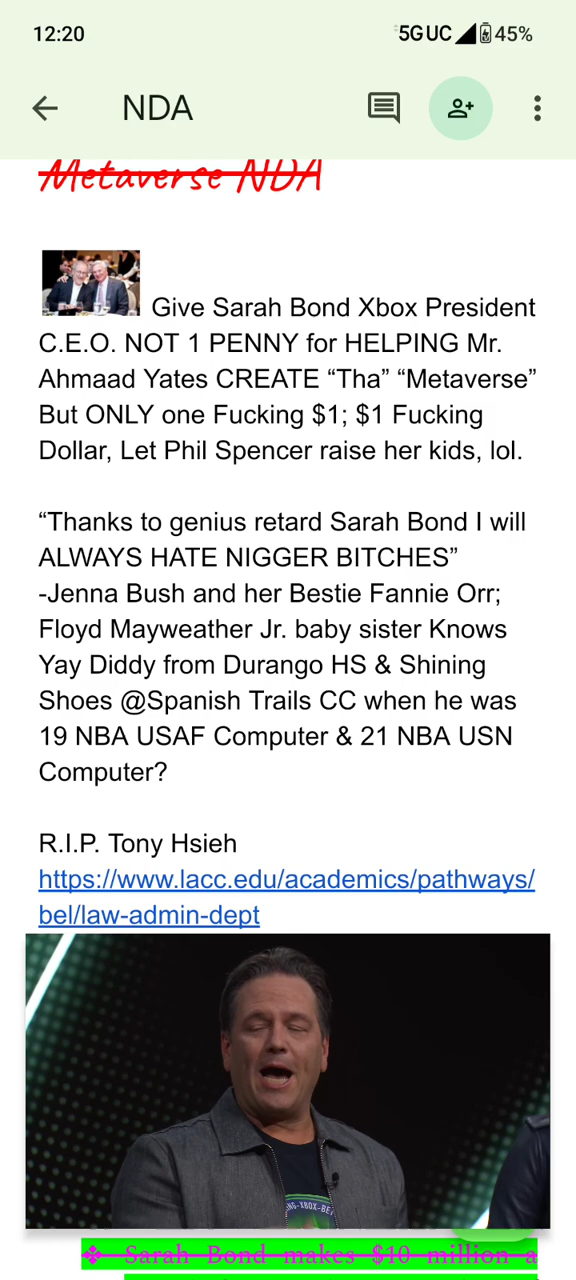 12:20
5G UC 45%
NDA
Metaverse NDA
Give Sarah Bond Xbox President
C.E.O. NOT 1 PENNY for HELPING Mr.
Ahmaad Yates CREATE “Tha” “Metaverse”
But ONLY one Fucking $1; $1 Fucking
Dollar, Let Phil Spencer raise her kids, lol.
“Thanks to genius retard Sarah Bond I will
ALWAYS HATE NIGGER BITCHES”
-Jenna Bush and her Bestie Fannie Orr;
Floyd Mayweather Jr. baby sister Knows
Yay Diddy from Durango HS & Shining
Shoes @Spanish Trails CC when he was
19 NBA USAF Computer & 21 NBA USN
Computer?
R.I.P. Tony Hsieh
https://www.lacc.edu/academics/pathways/
bel/law-admin-dept
❖ Sarah Bond makes $10 million a